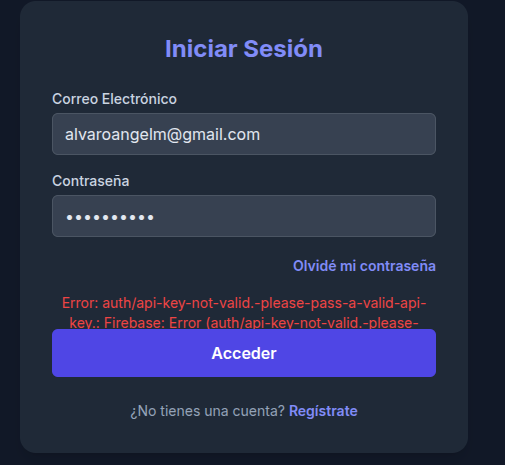 Iniciar Sesión
Correo Electrónico
alvaroangelm@gmail.com
Contraseña
••••••••••
Olvidé mi contraseña
Error: auth/api-key-not-valid.-please-pass-a-valid-api-
key.: Firebase: Error (auth/api-key-not-valid.-please-
Acceder
¿No tienes una cuenta? Regístrate